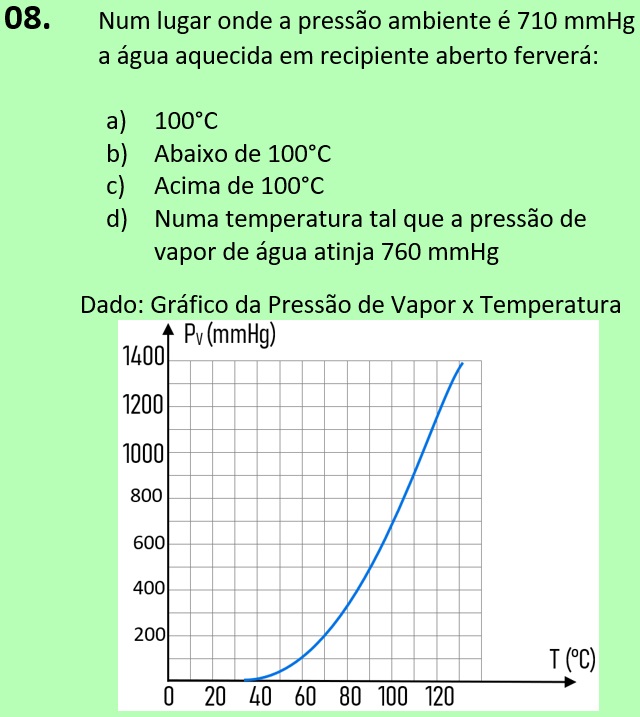 08. Num lugar onde a pressão ambiente é 710 mmHg
a água aquecida em recipiente aberto ferverá:
a) 100°C
b) Abaixo de 100°C
c) Acima de 100°C
d) Numa temperatura tal que a pressão de
vapor de água atinja 760 mmHg
Dado: Gráfico da Pressão de Vapor x Temperatura
Pv (mmHg)
1400
1200
1000
800
600
400
200
T (ºC)
0 20 40 60 80 100 120